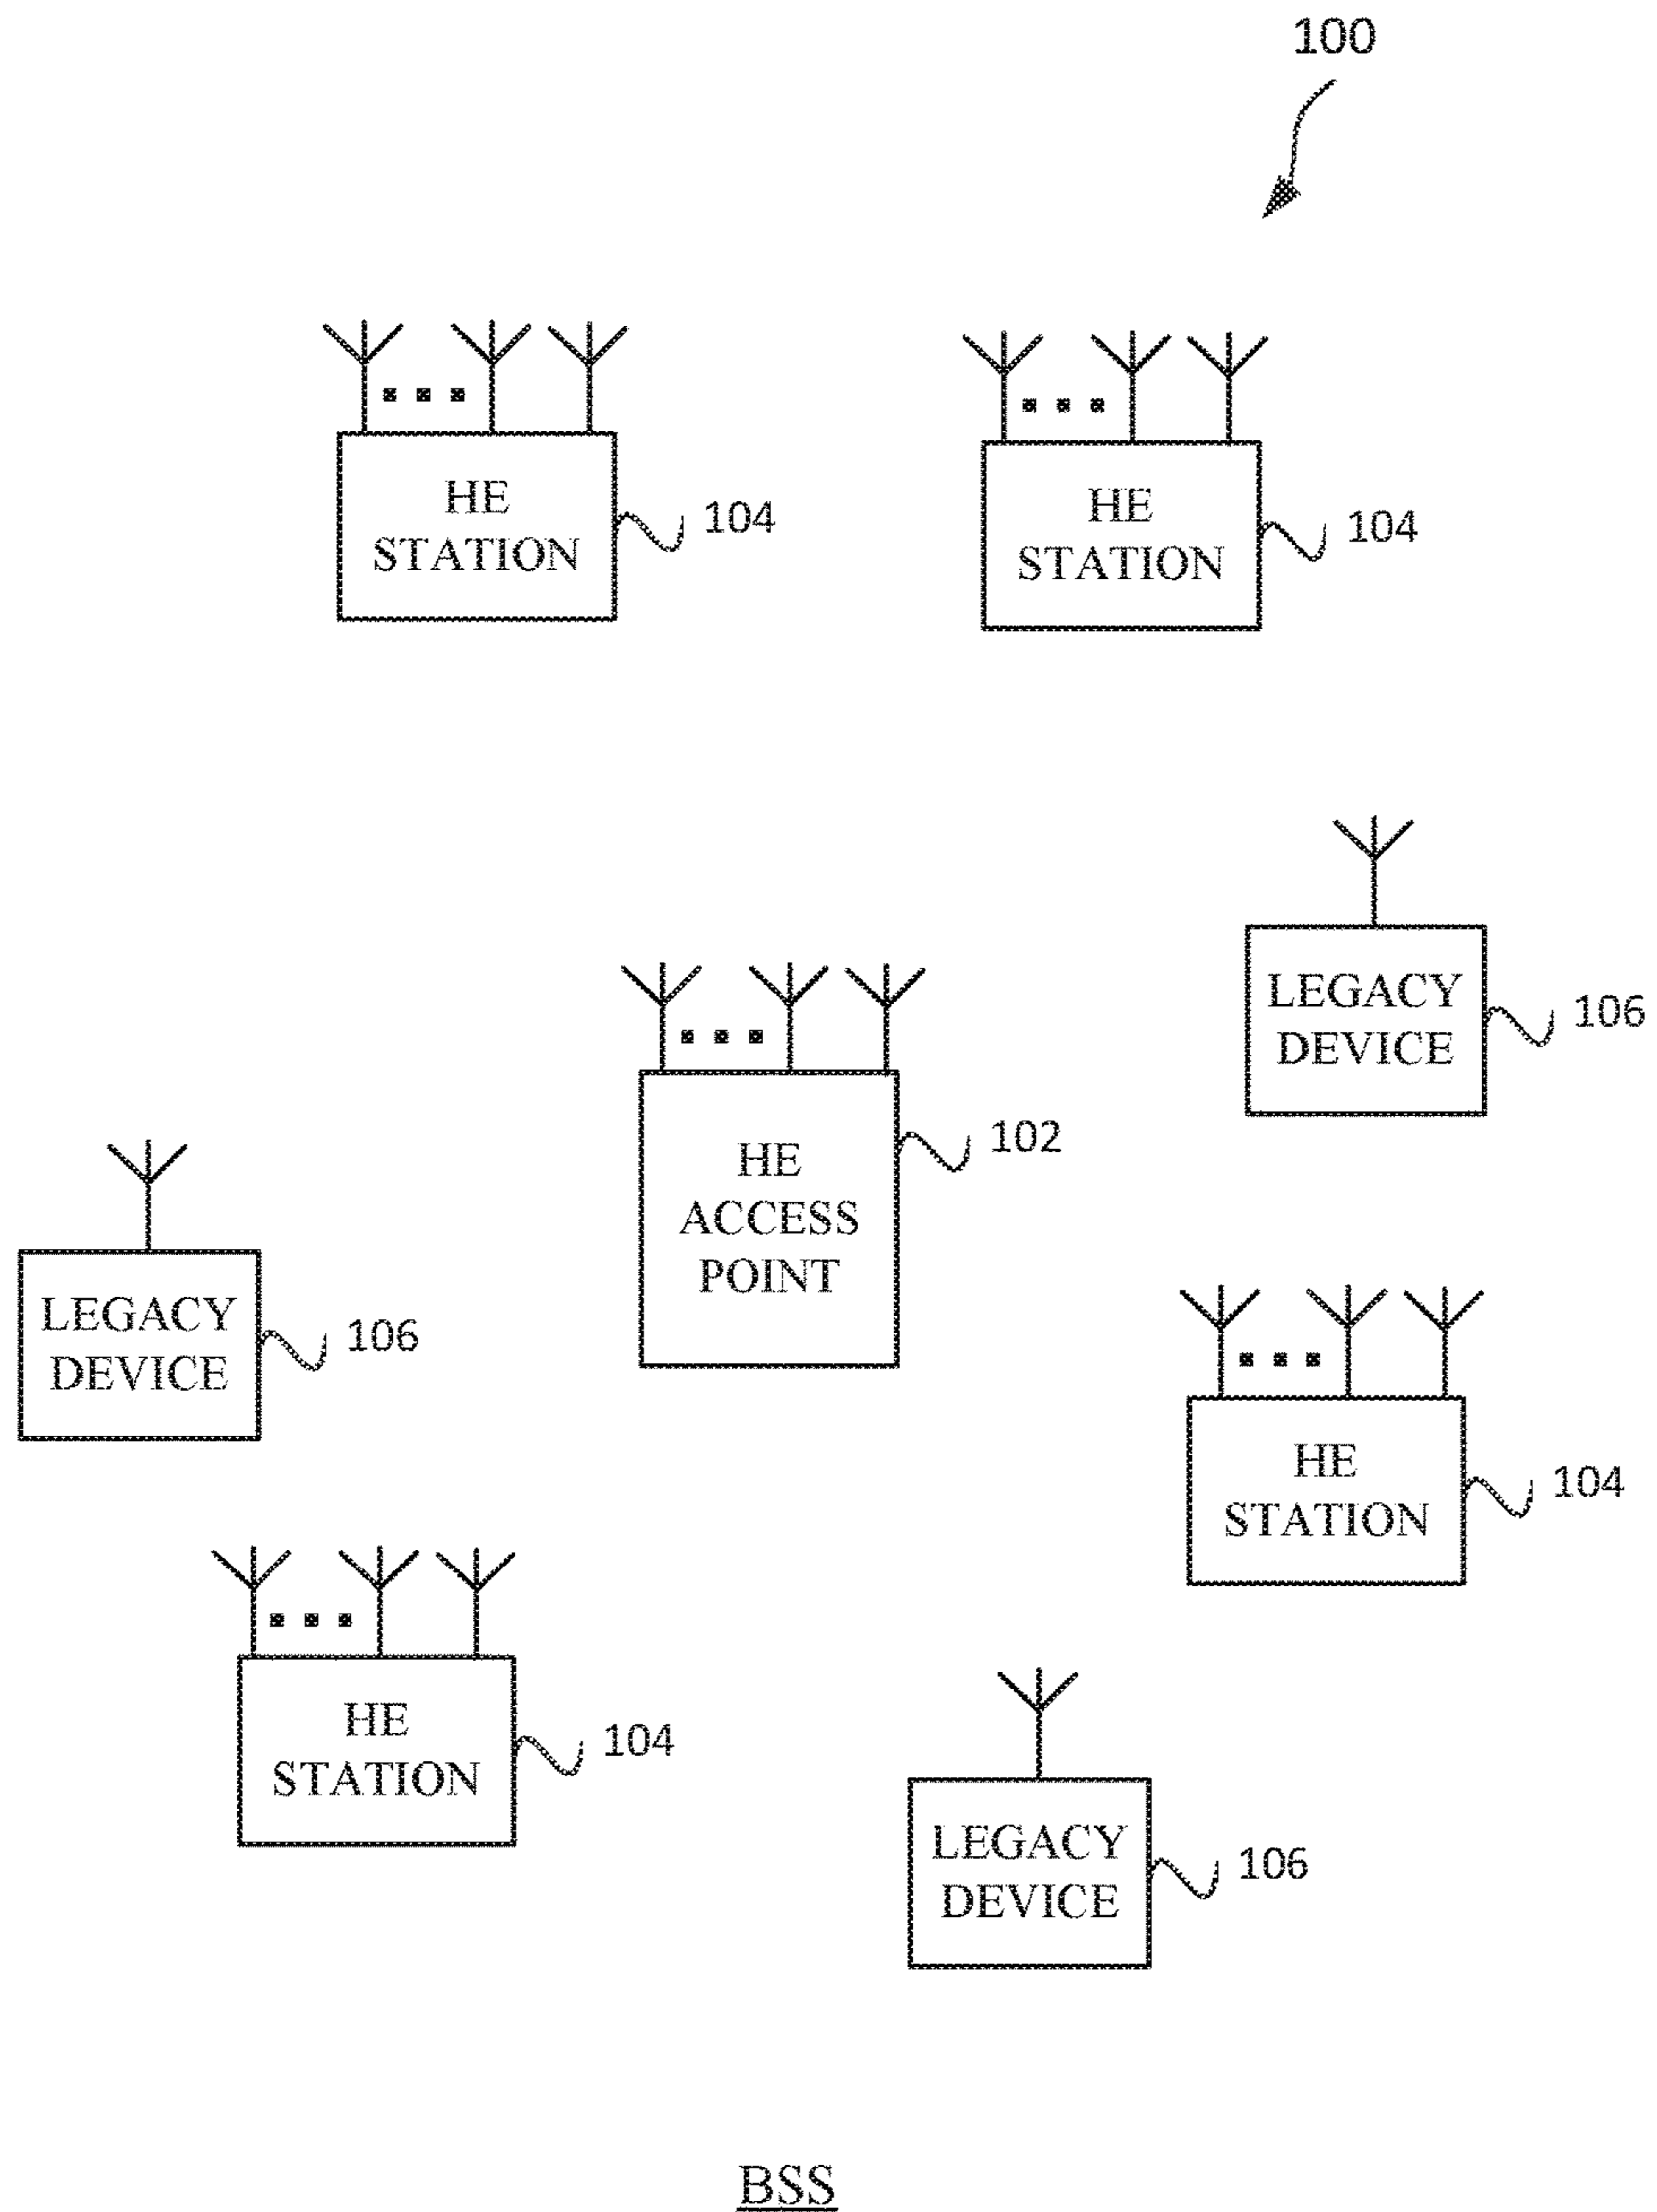 100
HE
STATION
104
HE
STATION
104
LEGACY
DEVICE
106
HE
ACCESS
POINT
102
LEGACY
DEVICE
106
HE
STATION
104
HE
STATION
104
LEGACY
DEVICE
106
BSS